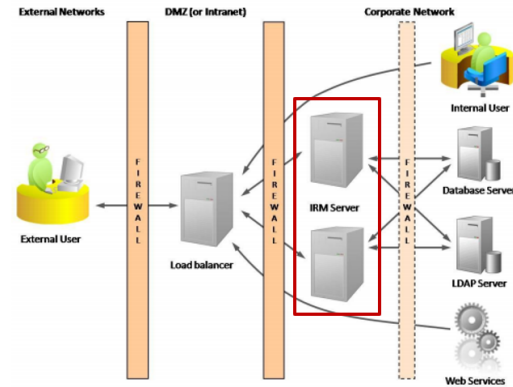 External Networks
DMZ (or Intranet)
Corporate Network
FIREWALL
FIREWALL
FIREWALL
Internal User
IRM Server
Database Server
External User
Load balancer
LDAP Server
Web Services